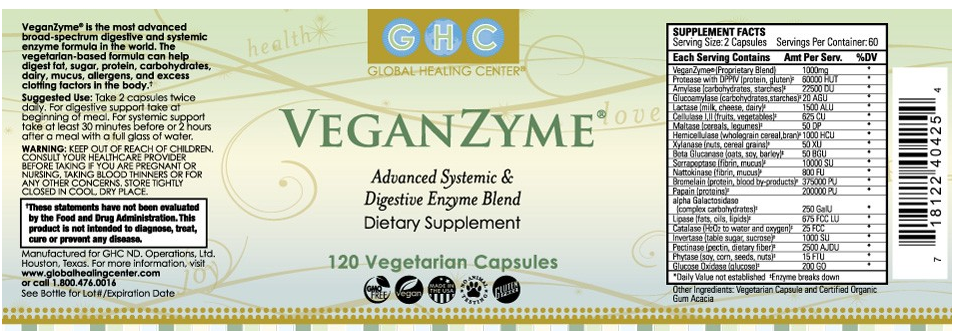 VeganZyme® is the most advanced
broad-spectrum digestive and systemic
enzyme formula in the world. The
vegetarian-based formula can help
digest fat, sugar, protein, carbohydrates,
dairy, mucus, allergens, and excess
clotting factors in the body.†
Suggested Use: Take 2 capsules twice
daily. For digestive support take at
beginning of meal. For systemic support
take at least 30 minutes before or 2 hours
after a meal with a full glass of water.
WARNING: KEEP OUT OF REACH OF CHILDREN.
CONSULT YOUR HEALTHCARE PROVIDER
BEFORE TAKING IF YOU ARE PREGNANT OR
NURSING, TAKING BLOOD THINNERS OR FOR
ANY OTHER CONCERNS. STORE TIGHTLY
CLOSED IN COOL, DRY PLACE.
†These statements have not been evaluated
by the Food and Drug Administration. This
product is not intended to diagnose, treat,
cure or prevent any disease.
Manufactured for GHC ND. Operations, Ltd.
Houston, Texas. For more information, visit
www.globalhealingcenter.com
or call 1.800.476.0016
See Bottle for Lot#/Expiration Date
health
GHC
GLOBAL HEALING CENTER®
love
VEGANZYME®
Advanced Systemic &
Digestive Enzyme Blend
Dietary Supplement
120 Vegetarian Capsules
GMO FREE
vegan
MADE IN THE USA
NO ANIMAL TESTING
GLUTEN
SUPPLEMENT FACTS
Serving Size: 2 Capsules Servings Per Container: 60
Each Serving Contains Amt Per Serv. %DV
VeganZyme® (Proprietary Blend) 1000mg *
Protease with DPPIV (protein, gluten)‡ 60000 HUT *
Amylase (carbohydrates, starches)‡ 22500 DU *
Glucoamylase (carbohydrates,starches)‡ 20 AGU *
Lactase (milk, cheese, dairy)‡ 1500 ALU *
Cellulase I,II (fruits, vegetables)‡ 625 CU *
Maltase (cereals, legumes)‡ 50 DP *
Hemicellulase (wholegrain cereal,bran)‡ 1000 HCU *
Xylanase (nuts, cereal grains)‡ 50 XU *
Beta Glucanase (oats, soy, barley)‡ 50 BGU *
Serrapeptase (fibrin, mucus)‡ 10000 SU *
Nattokinase (fibrin, mucus)‡ 800 FU *
Bromelain (protein, blood by-products)‡ 375000 PU *
Papain (proteins)‡ 200000 PU *
alpha Galactosidase
(complex carbohydrates)‡ 250 GalU *
Lipase (fats, oils, lipids)‡ 675 FCC LU *
Catalase (H2O2 to water and oxygen)‡ 25 FCC *
Invertase (table sugar, sucrose)‡ 1000 SU *
Pectinase (pectin, dietary fiber)‡ 2500 AJDU *
Phytase (soy, corn, seeds, nuts)‡ 15 FTU *
Glucose Oxidase (glucose)‡ 200 GO *
*Daily Value not established ‡Enzyme breaks down
Other Ingredients: Vegetarian Capsule and Certified Organic
Gum Acacia
7 18122 40425 4